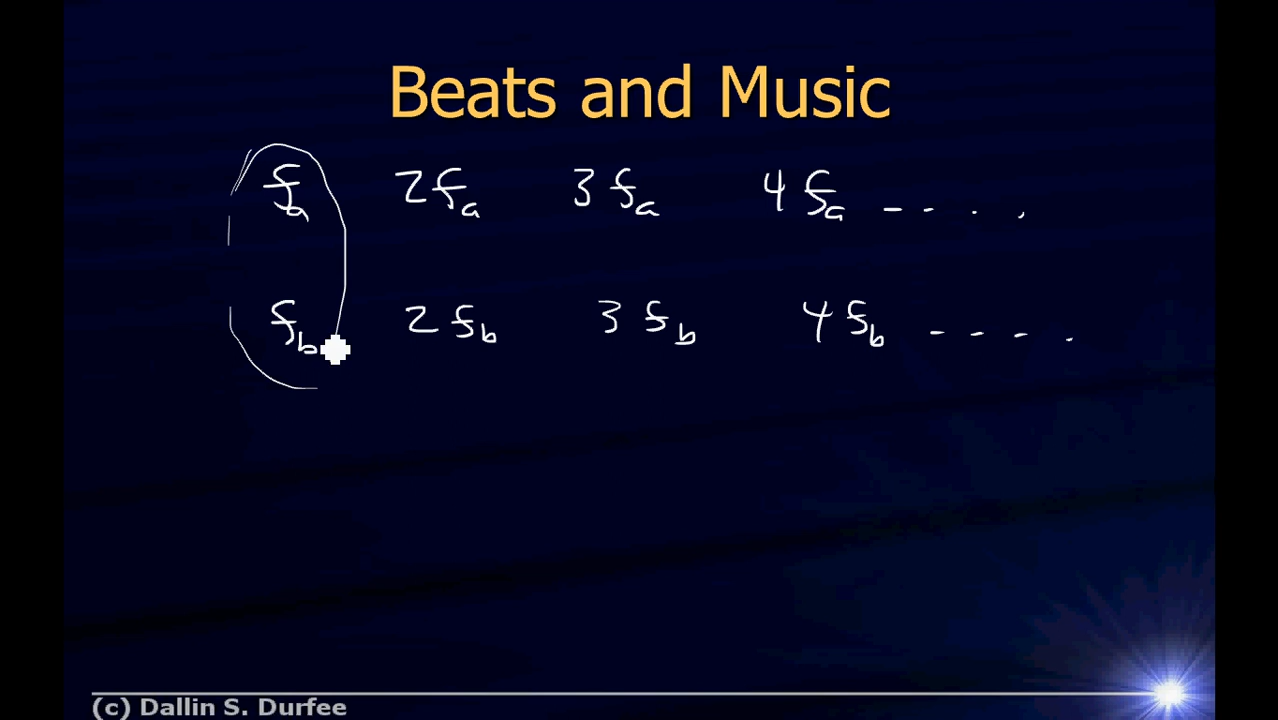 Beats and Music
fa 2fa 3fa 4fa ----
fb 2fb 3fb 4fb ----
(c) Dallin S. Durfee